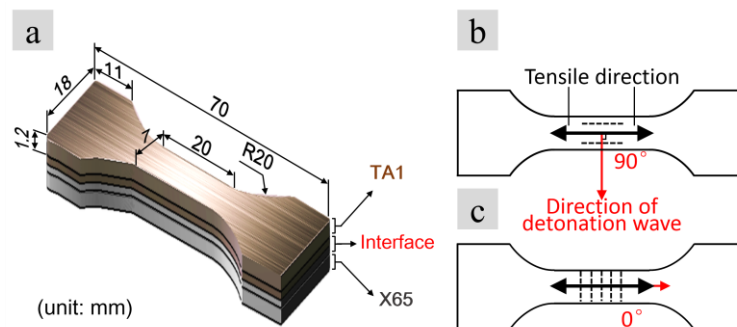 a
18
11
70
1.2
1
20
R20
TA1
Interface
X65
(unit: mm)
b
Tensile direction
90°
Direction of
detonation wave
c
0°